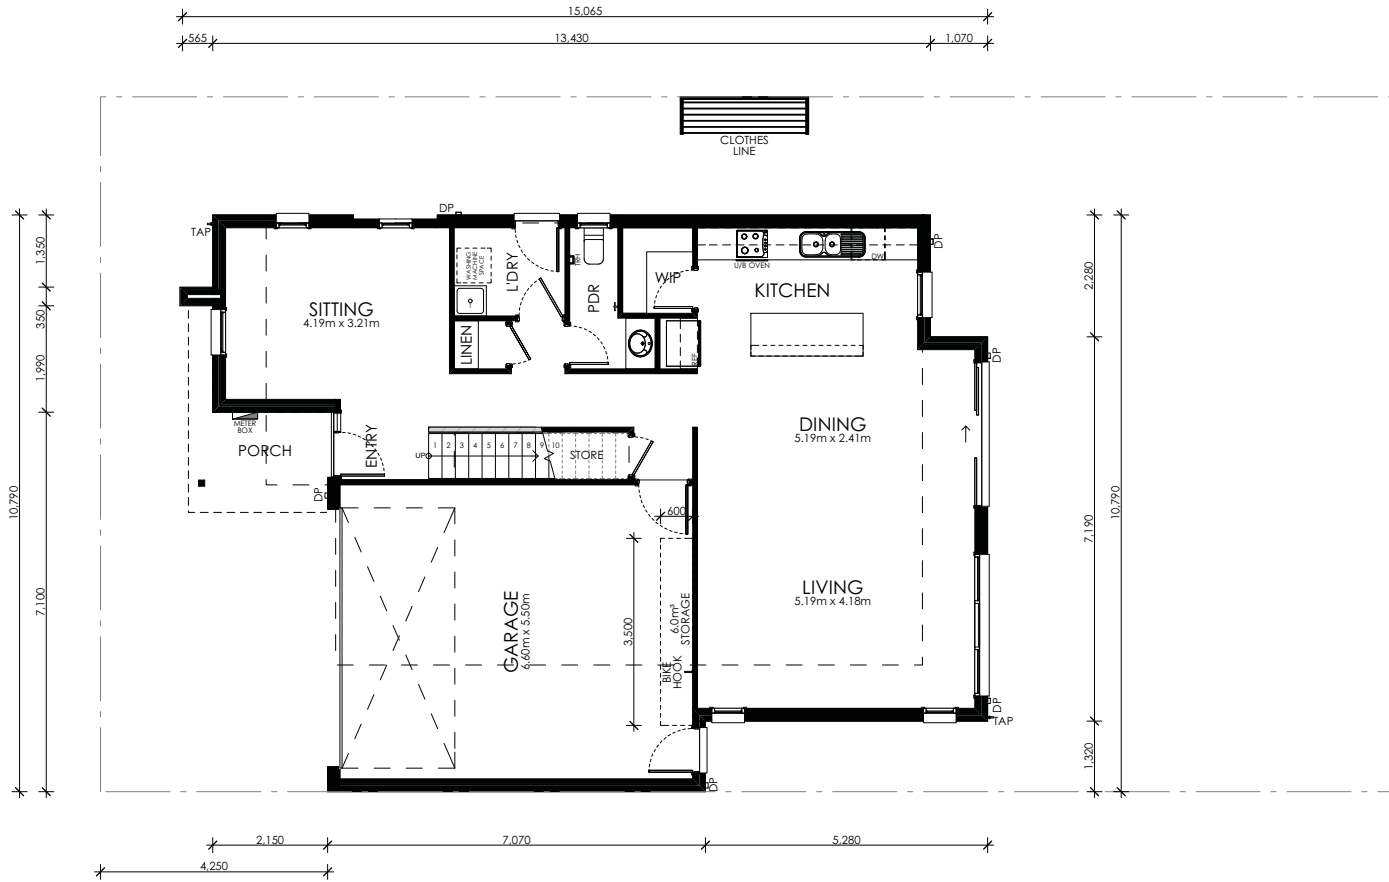 15,065
565
13,430
1,070
CLOTHES
LINE
DP
TAP
DP
1,350
350
1,990
10,790
7,100
WASHING
MACHINE
SPACE
L'DRY
LINEN
TRH
PDR
WIP
REF
U/B OVEN
DW
KITCHEN
SITTING
4.19m x 3.21m
2,280
DP
10,790
7,190
1,320
METER
BOX
PORCH
DP
ENTRY
UP
1 2 3 4 5 6 7 8 9 10
STORE
DINING
5.19m x 2.41m
600
3,500
GARAGE
6.60m x 5.50m
6.0m³
STORAGE
BIKE
HOOK
LIVING
5.19m x 4.18m
DP
TAP
DP
2,150
7,070
5,280
4,250